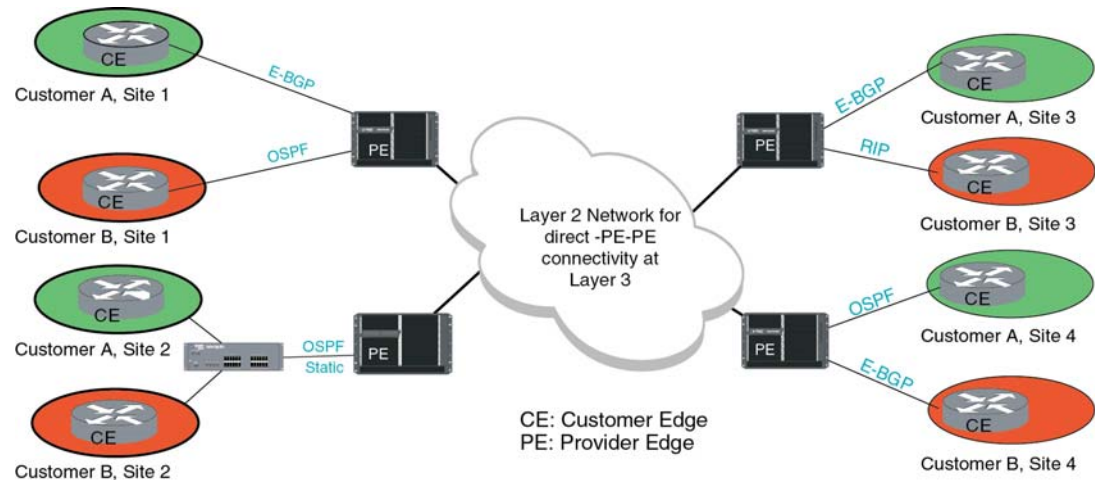 CE
Customer A, Site 1
E-BGP
PE
OSPF
CE
Customer B, Site 1
CE
Customer A, Site 2
OSPF
Static
PE
CE
Customer B, Site 2
Layer 2 Network for
direct -PE-PE
connectivity at
Layer 3
PE
E-BGP
CE
Customer A, Site 3
RIP
CE
Customer B, Site 3
PE
OSPF
CE
Customer A, Site 4
E-BGP
CE
Customer B, Site 4
CE: Customer Edge
PE: Provider Edge